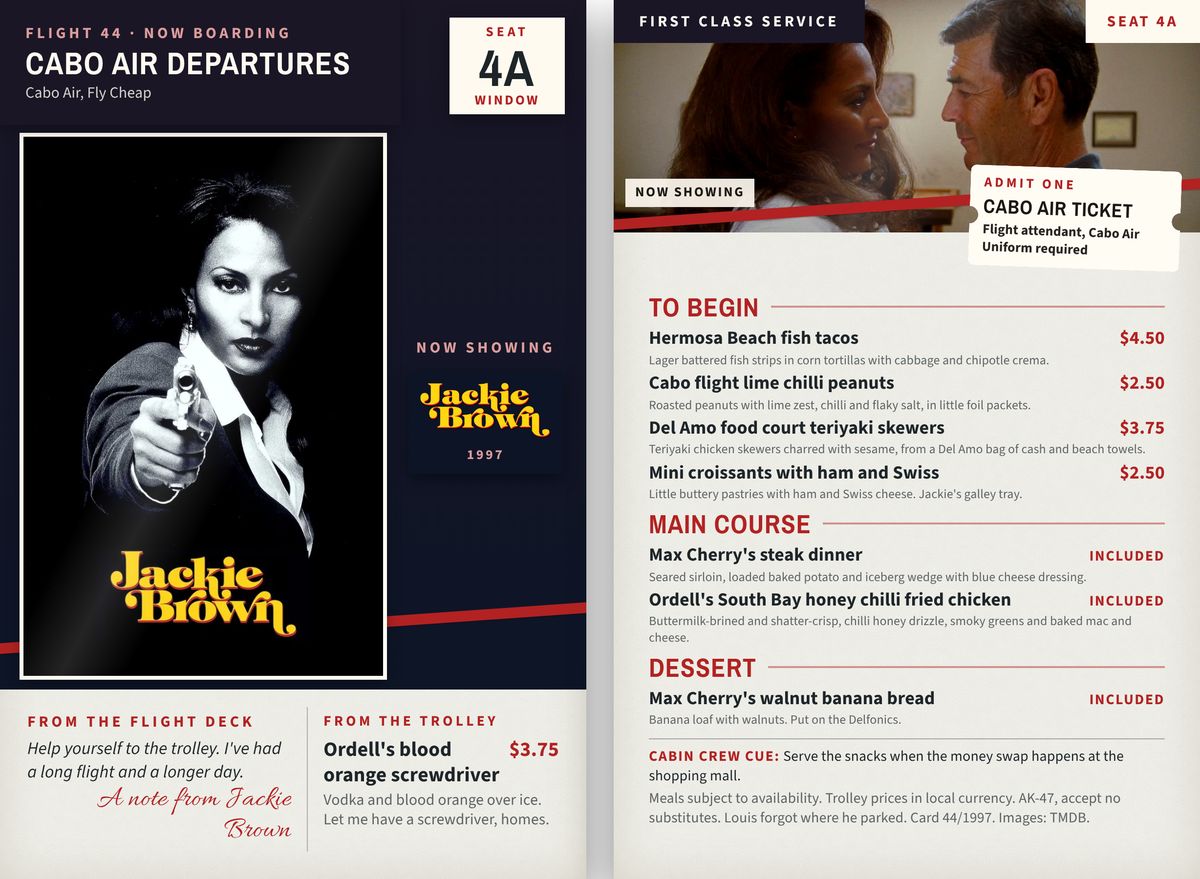 FLIGHT 44 · NOW BOARDING
CABO AIR DEPARTURES
Cabo Air, Fly Cheap
SEAT
4A
WINDOW
NOW SHOWING
Jackie
Brown
1997
Jackie
Brown
FROM THE FLIGHT DECK
Help yourself to the trolley. I've had
a long flight and a longer day.
A note from Jackie
Brown
FROM THE TROLLEY
Ordell's blood $3.75
orange screwdriver
Vodka and blood orange over ice.
Let me have a screwdriver, homes.
FIRST CLASS SERVICE
SEAT 4A
NOW SHOWING
ADMIT ONE
CABO AIR TICKET
Flight attendant, Cabo Air
Uniform required
TO BEGIN
Hermosa Beach fish tacos $4.50
Lager battered fish strips in corn tortillas with cabbage and chipotle crema.
Cabo flight lime chilli peanuts $2.50
Roasted peanuts with lime zest, chilli and flaky salt, in little foil packets.
Del Amo food court teriyaki skewers $3.75
Teriyaki chicken skewers charred with sesame, from a Del Amo bag of cash and beach towels.
Mini croissants with ham and Swiss $2.50
Little buttery pastries with ham and Swiss cheese. Jackie's galley tray.
MAIN COURSE
Max Cherry's steak dinner INCLUDED
Seared sirloin, loaded baked potato and iceberg wedge with blue cheese dressing.
Ordell's South Bay honey chilli fried chicken INCLUDED
Buttermilk-brined and shatter-crisp, chilli honey drizzle, smoky greens and baked mac and
cheese.
DESSERT
Max Cherry's walnut banana bread INCLUDED
Banana loaf with walnuts. Put on the Delfonics.
CABIN CREW CUE: Serve the snacks when the money swap happens at the
shopping mall.
Meals subject to availability. Trolley prices in local currency. AK-47, accept no
substitutes. Louis forgot where he parked. Card 44/1997. Images: TMDB.